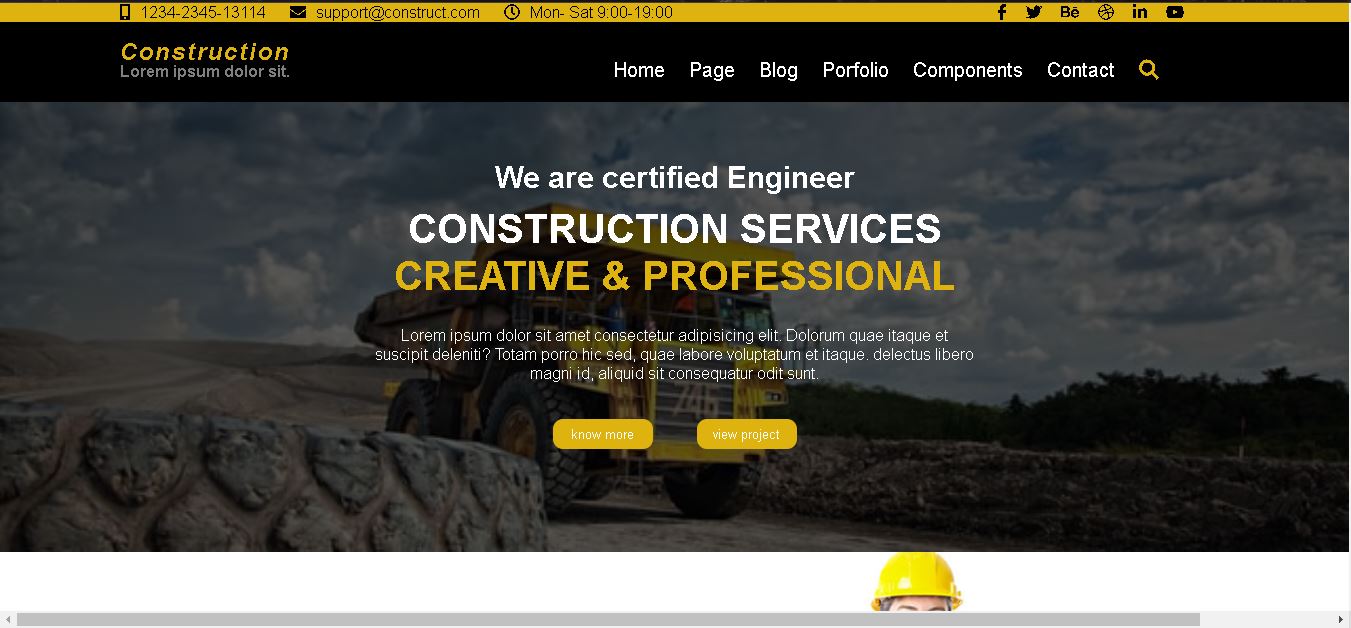 1234-2345-13114 support@construct.com Mon- Sat 9:00-19:00
Construction
Lorem ipsum dolor sit.
Home Page Blog Porfolio Components Contact
We are certified Engineer
CONSTRUCTION SERVICES
CREATIVE & PROFESSIONAL
Lorem ipsum dolor sit amet consectetur adipisicing elit. Dolorum quae itaque et
suscipit deleniti? Totam porro hic sed, quae labore voluptatum et itaque. delectus libero
magni id, aliquid sit consequatur odit sunt.
know more view project